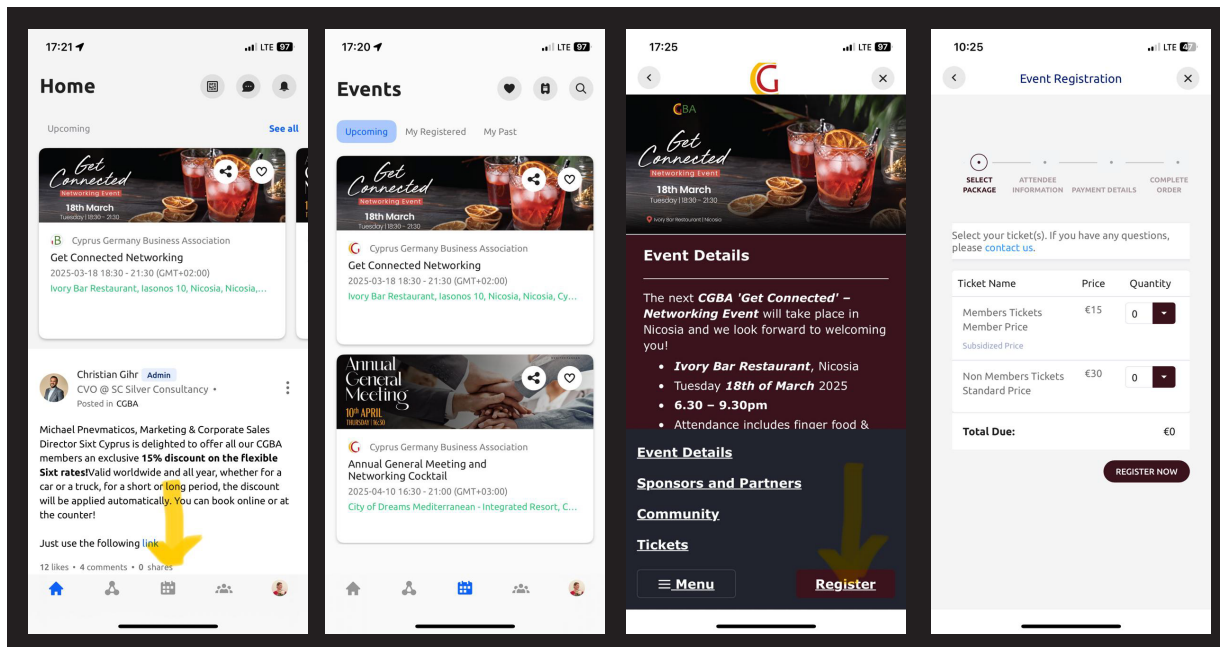 17:21
LTE 97
Home
Upcoming
See all
Get
Connected
Networking Event
18th March
Tuesday | 18:30 - 21:30
B Cyprus Germany Business Association
Get Connected Networking
2025-03-18 18:30 - 21:30 (GMT+02:00)
Ivory Bar Restaurant, Iasonos 10, Nicosia, Nicosia,...
Christian Gihr Admin
CVO @ SC Silver Consultancy •
Posted in CGBA
Michael Pnevmaticos, Marketing & Corporate Sales
Director Sixt Cyprus is delighted to offer all our CGBA
members an exclusive 15% discount on the flexible
Sixt rates!Valid worldwide and all year, whether for a
car or a truck, for a short or long period, the discount
will be applied automatically. You can book online or at
the counter!
Just use the following link
12 likes • 4 comments • 0 shares
17:20
LTE 97
Events
Upcoming My Registered My Past
Get
Connected
Networking Event
18th March
Tuesday | 18:30 - 21:30
Cyprus Germany Business Association
Get Connected Networking
2025-03-18 18:30 - 21:30 (GMT+02:00)
Ivory Bar Restaurant, Iasonos 10, Nicosia, Nicosia, Cy...
Annual
General
Meeting
10th APRIL
THURSDAY | 16:30
Cyprus Germany Business Association
Annual General Meeting and
Networking Cocktail
2025-04-10 16:30 - 21:00 (GMT+03:00)
City of Dreams Mediterranean - Integrated Resort, C...
17:25
LTE 97
G
CBA
Get
Connected
Networking Event
18th March
Tuesday | 18:30 - 21:30
Ivory Bar Restaurant | Nicosia
Event Details
The next CGBA 'Get Connected' –
Networking Event will take place in
Nicosia and we look forward to welcoming
you!
• Ivory Bar Restaurant, Nicosia
• Tuesday 18th of March 2025
• 6.30 – 9.30pm
• Attendance includes finger food &
Event Details
Sponsors and Partners
Community
Tickets
Menu
Register
10:25
LTE 47
Event Registration
SELECT
PACKAGE
ATTENDEE
INFORMATION
PAYMENT DETAILS
COMPLETE
ORDER
Select your ticket(s). If you have any questions,
please contact us.
Ticket Name Price Quantity
Members Tickets €15 0
Member Price
Subsidized Price
Non Members Tickets €30 0
Standard Price
Total Due: €0
REGISTER NOW